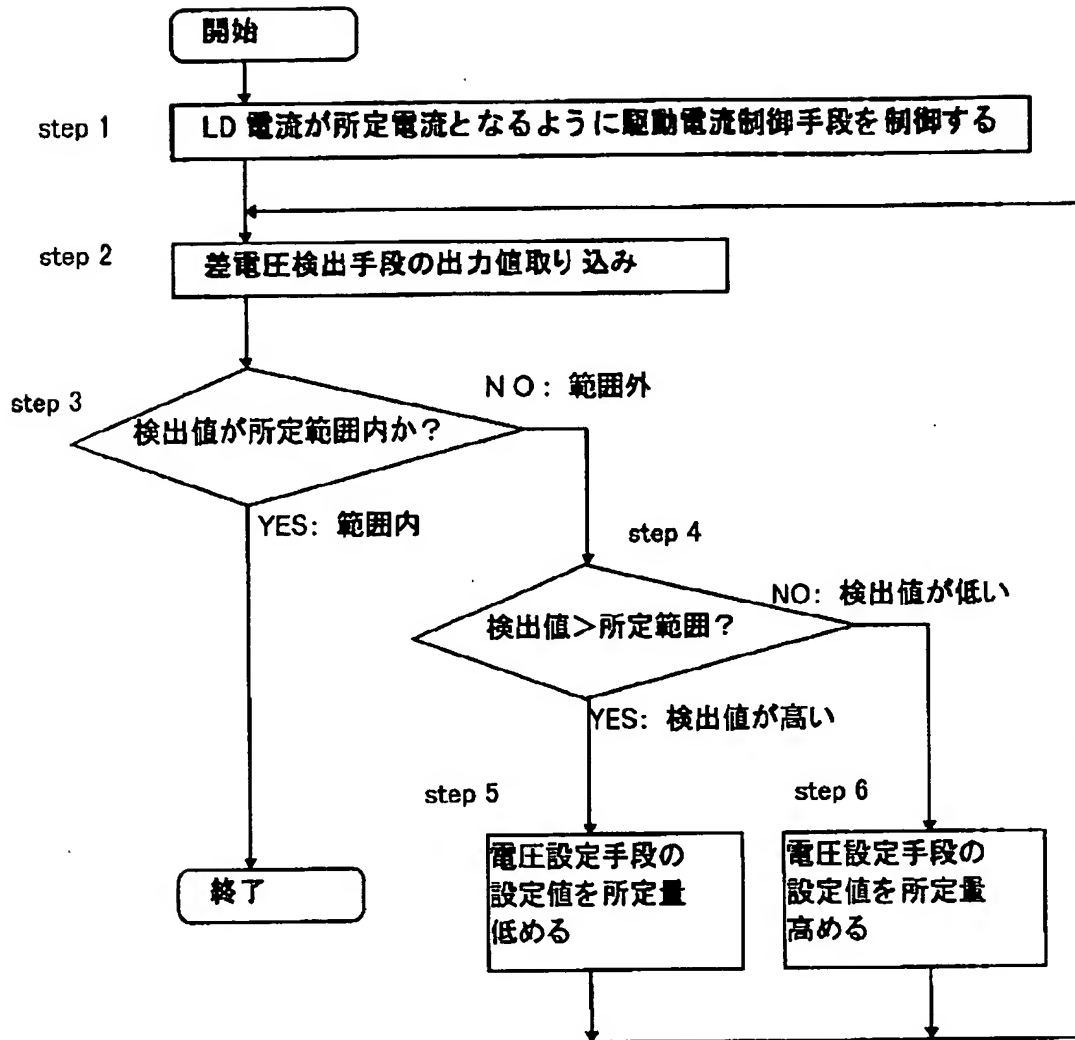 開始
step 1
LD 電流が所定電流となるように駆動電流制御手段を制御する
step 2
差電圧検出手段の出力値取り込み
step 3
検出値が所定範囲内か？
NO: 範囲外
YES: 範囲内
step 4
検出値＞所定範囲？
NO: 検出値が低い
YES: 検出値が高い
step 5
電圧設定手段の
設定値を所定量
低める
step 6
電圧設定手段の
設定値を所定量
高める
終了